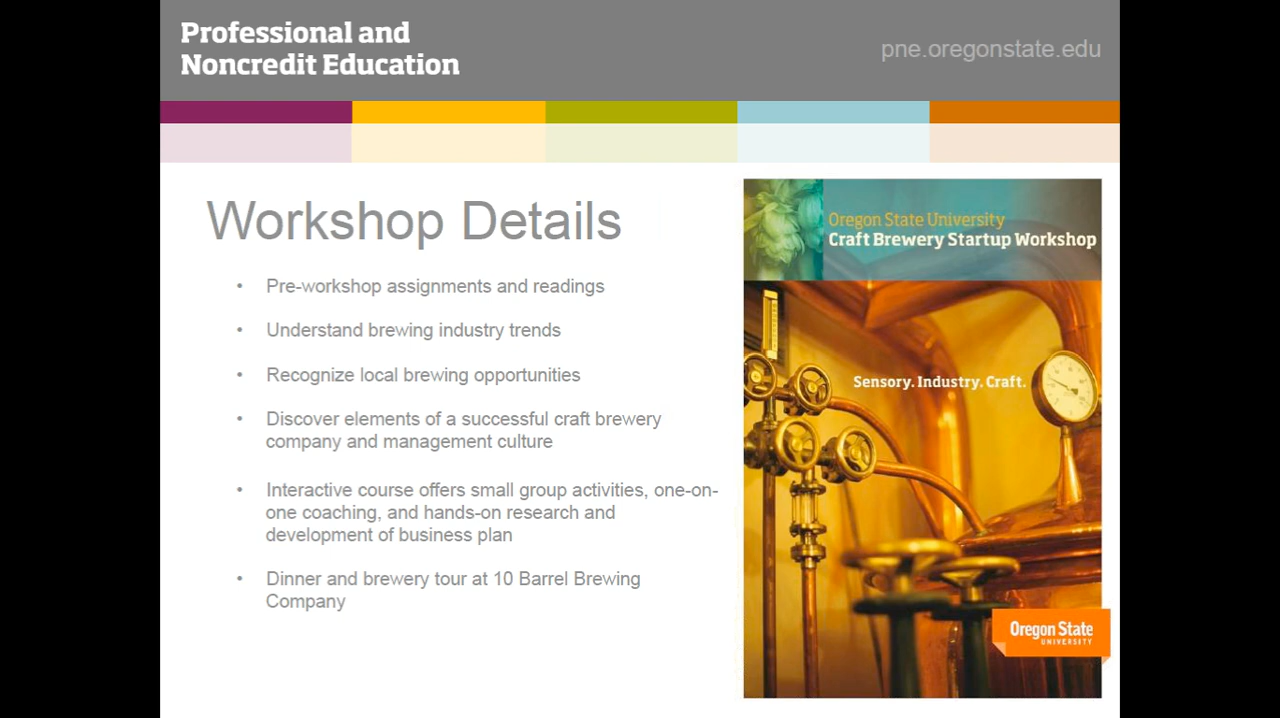 Professional and
Noncredit Education
pne.oregonstate.edu
Workshop Details
• Pre-workshop assignments and readings
• Understand brewing industry trends
• Recognize local brewing opportunities
• Discover elements of a successful craft brewery
company and management culture
• Interactive course offers small group activities, one-on-
one coaching, and hands-on research and
development of business plan
• Dinner and brewery tour at 10 Barrel Brewing
Company
Oregon State University
Craft Brewery Startup Workshop
Sensory. Industry. Craft.
Oregon State
UNIVERSITY